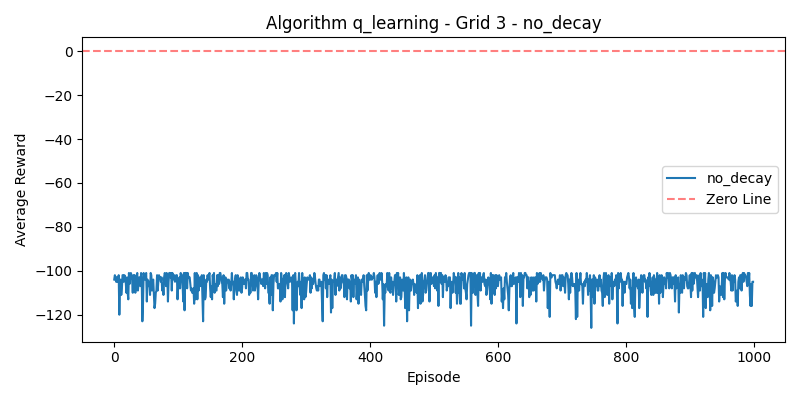 Algorithm q_learning - Grid 3 - no_decay
0
−20
−40
−60
−80
−100
−120
Average Reward
no_decay
Zero Line
0
200
400
600
800
1000
Episode